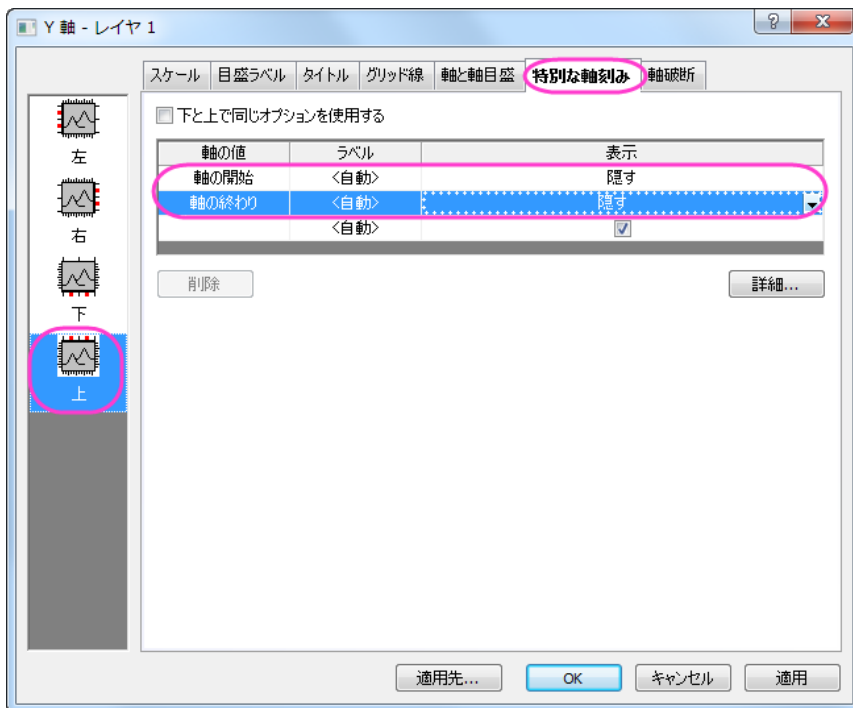 Y 軸 - レイヤ 1
スケール 目盛ラベル タイトル グリッド線 軸と軸目盛 特別な軸刻み 軸破断
左
右
下
上
下と上で同じオプションを使用する
軸の値 ラベル 表示
軸の開始 <自動> 隠す
軸の終わり <自動> 隠す
<自動>
削除 詳細...
適用先... OK キャンセル 適用